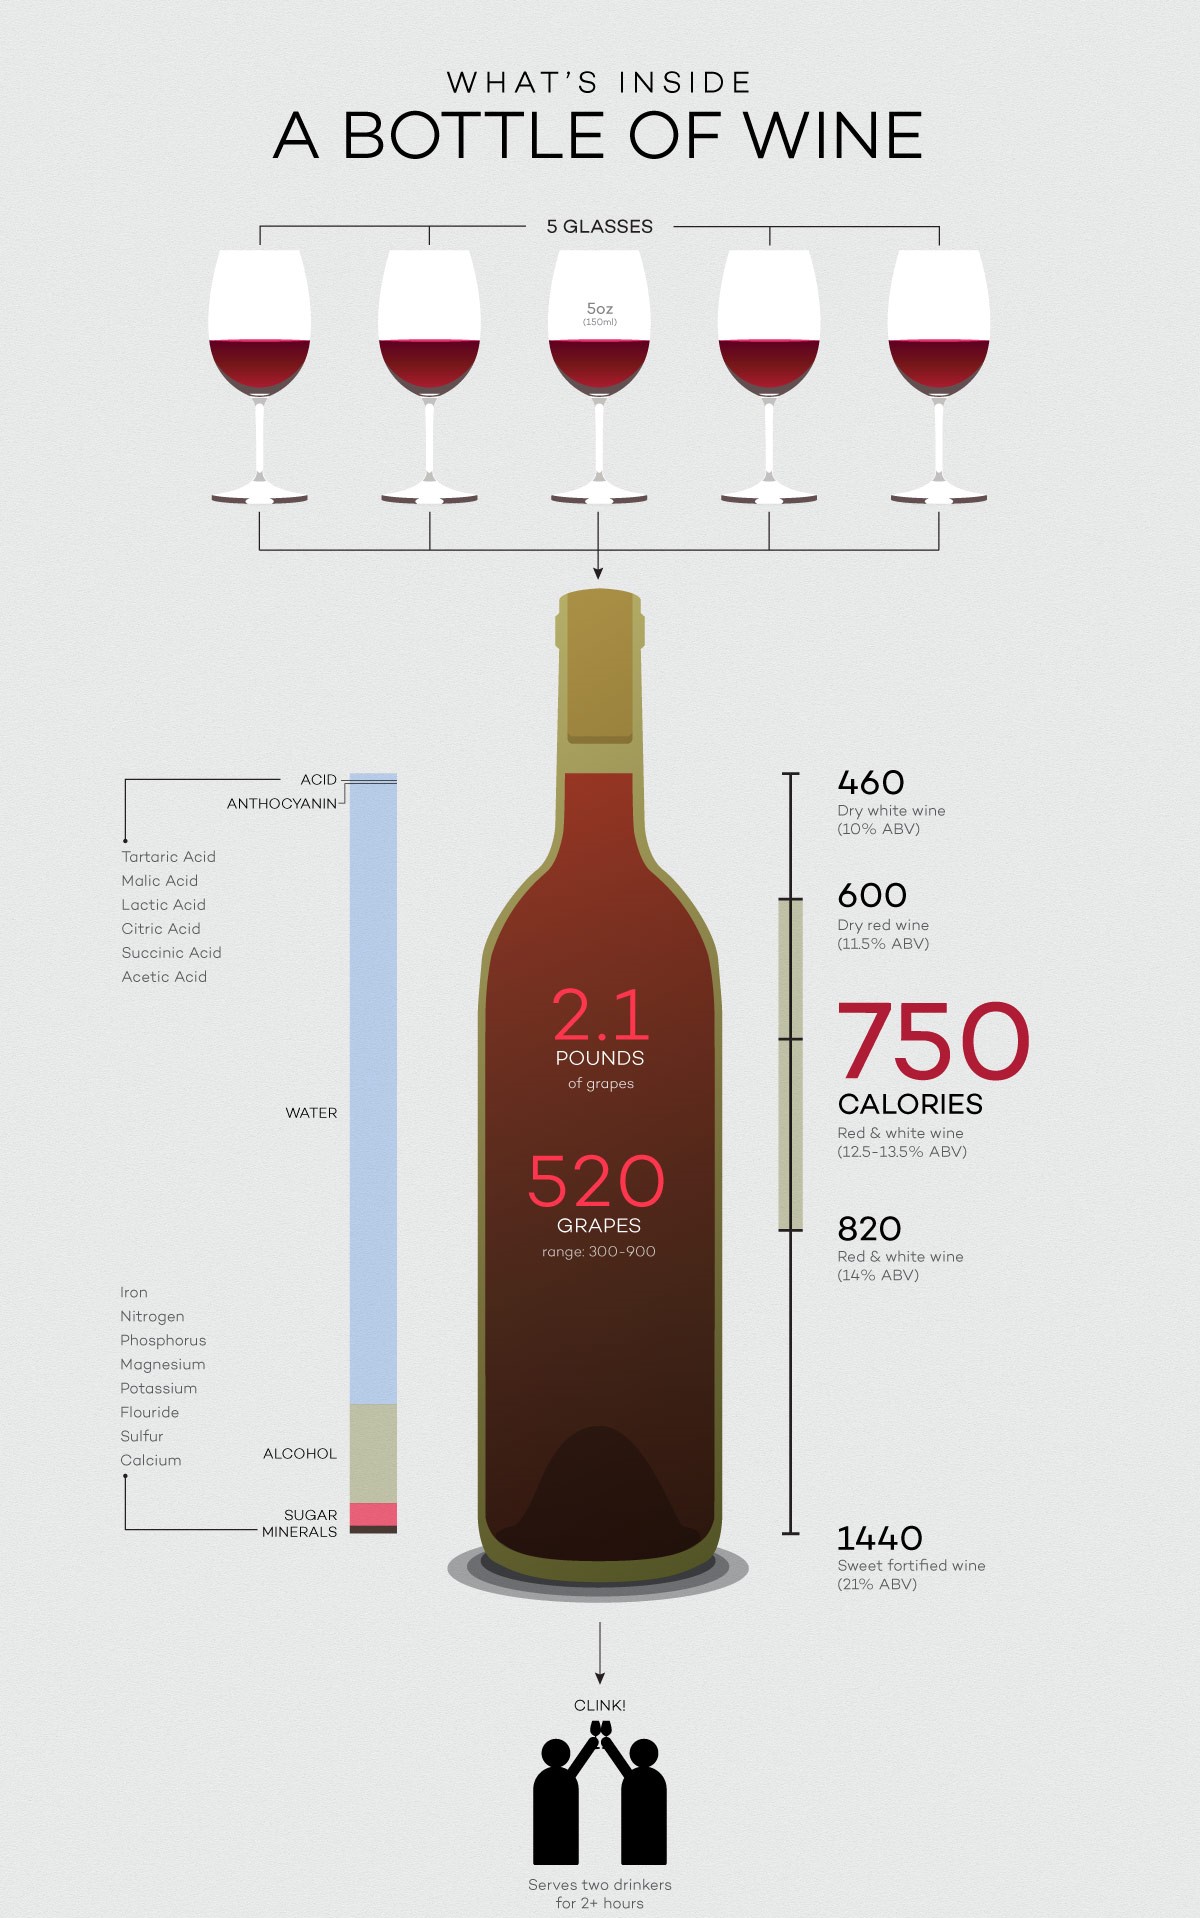 WHAT'S INSIDE
A BOTTLE OF WINE
5 GLASSES
5oz
(150ml)
ACID
ANTHOCYANIN
Tartaric Acid
Malic Acid
Lactic Acid
Citric Acid
Succinic Acid
Acetic Acid
WATER
Iron
Nitrogen
Phosphorus
Magnesium
Potassium
Flouride
Sulfur
Calcium
ALCOHOL
SUGAR
MINERALS
2.1
POUNDS
of grapes
520
GRAPES
range: 300-900
460
Dry white wine
(10% ABV)
600
Dry red wine
(11.5% ABV)
750
CALORIES
Red & white wine
(12.5-13.5% ABV)
820
Red & white wine
(14% ABV)
1440
Sweet fortified wine
(21% ABV)
CLINK!
Serves two drinkers
for 2+ hours